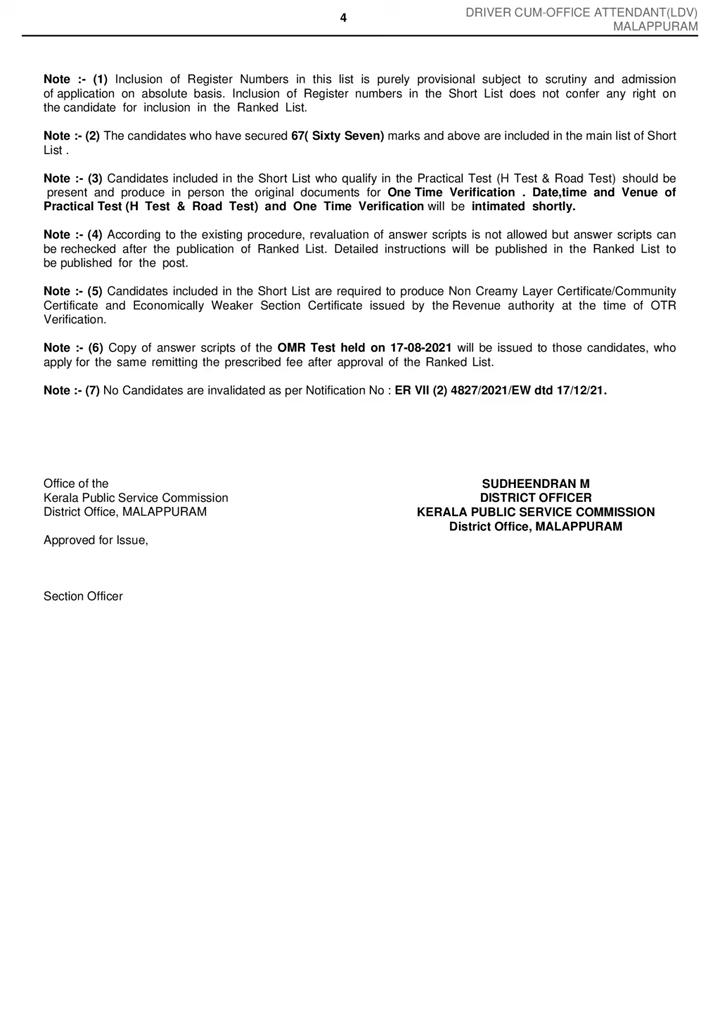 4
DRIVER CUM-OFFICE ATTENDANT(LDV)
MALAPPURAM
Note :- (1) Inclusion of Register Numbers in this list is purely provisional subject to scrutiny and admission
of application on absolute basis. Inclusion of Register numbers in the Short List does not confer any right on
the candidate for inclusion in the Ranked List.
Note :- (2) The candidates who have secured 67( Sixty Seven) marks and above are included in the main list of Short
List .
Note :- (3) Candidates included in the Short List who qualify in the Practical Test (H Test & Road Test) should be
present and produce in person the original documents for One Time Verification . Date,time and Venue of
Practical Test (H Test & Road Test) and One Time Verification will be intimated shortly.
Note :- (4) According to the existing procedure, revaluation of answer scripts is not allowed but answer scripts can
be rechecked after the publication of Ranked List. Detailed instructions will be published in the Ranked List to
be published for the post.
Note :- (5) Candidates included in the Short List are required to produce Non Creamy Layer Certificate/Community
Certificate and Economically Weaker Section Certificate issued by the Revenue authority at the time of OTR
Verification.
Note :- (6) Copy of answer scripts of the OMR Test held on 17-08-2021 will be issued to those candidates, who
apply for the same remitting the prescribed fee after approval of the Ranked List.
Note :- (7) No Candidates are invalidated as per Notification No : ER VII (2) 4827/2021/EW dtd 17/12/21.
Office of the
Kerala Public Service Commission
District Office, MALAPPURAM
Approved for Issue,
Section Officer
SUDHEENDRAN M
DISTRICT OFFICER
KERALA PUBLIC SERVICE COMMISSION
District Office, MALAPPURAM